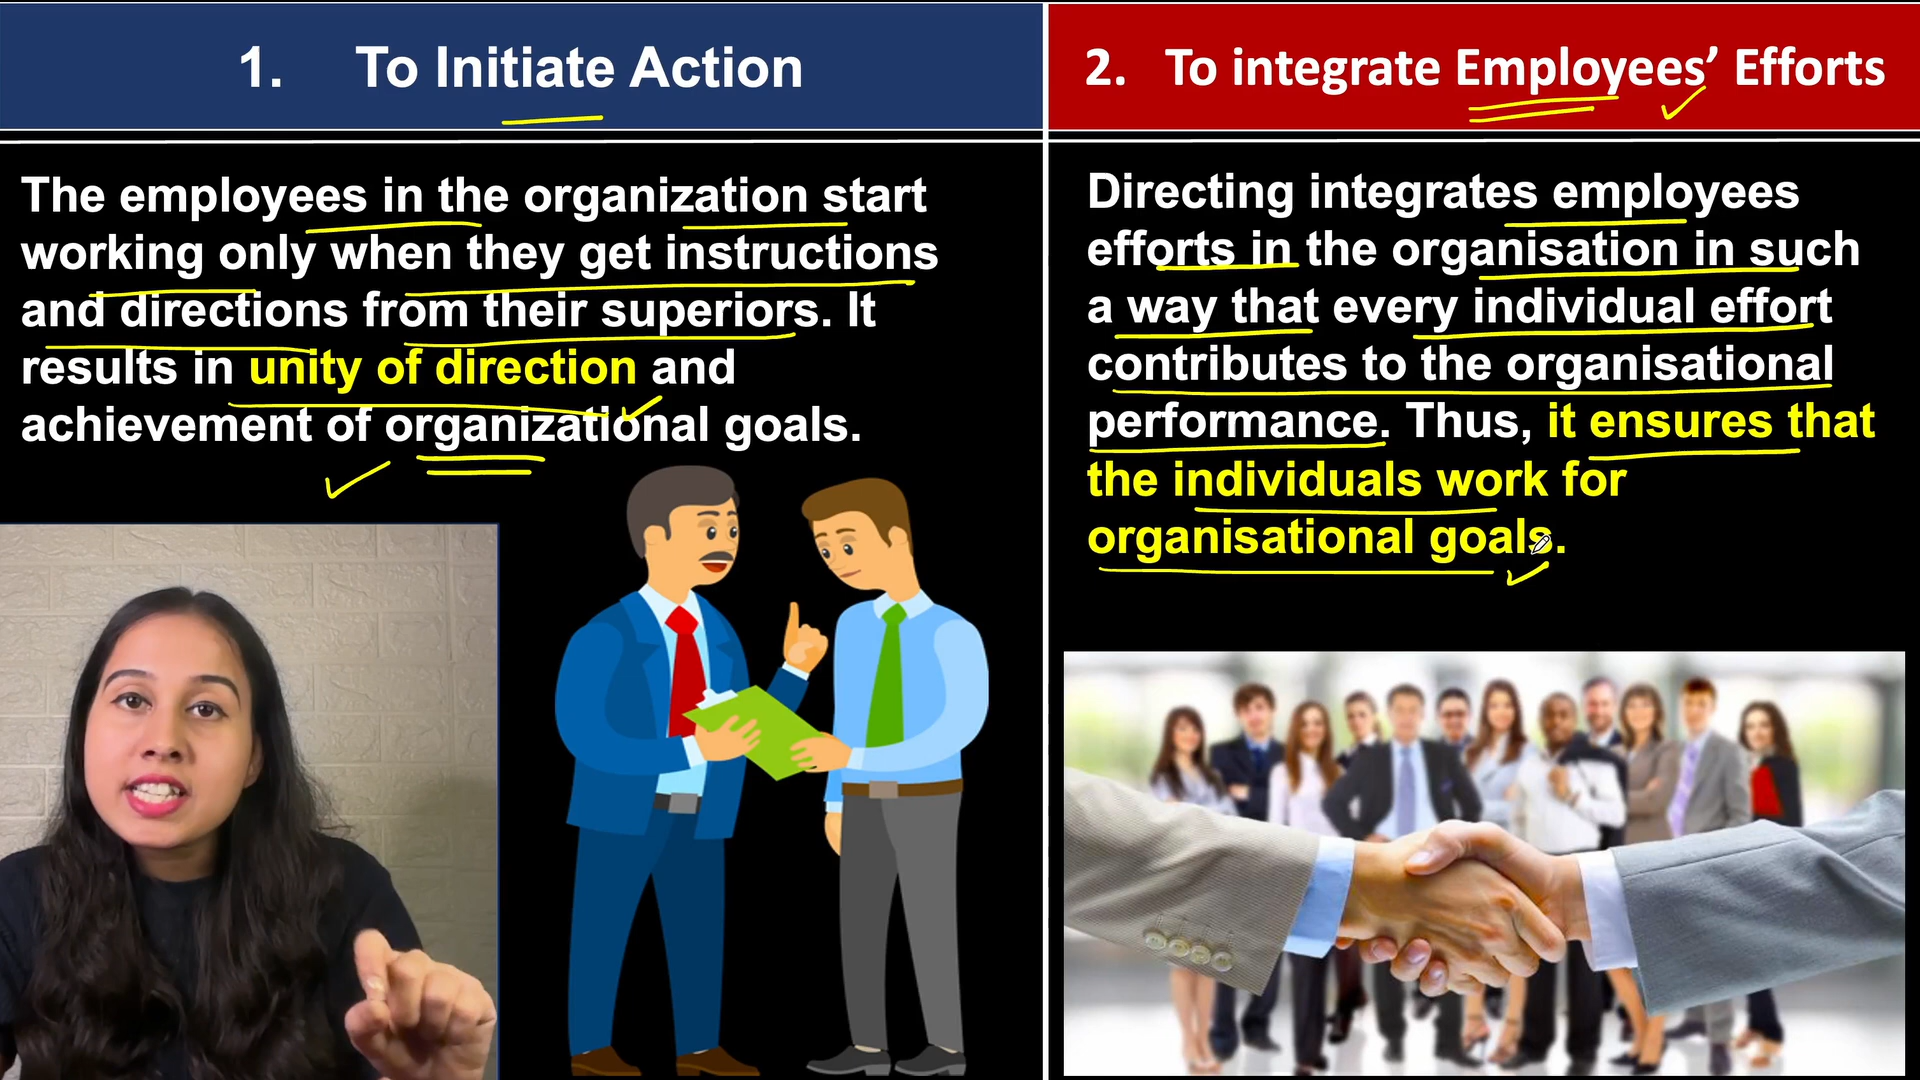 1. To Initiate Action
The employees in the organization start
working only when they get instructions
and directions from their superiors. It
results in unity of direction and
achievement of organizational goals.
2. To integrate Employees’ Efforts
Directing integrates employees
efforts in the organisation in such
a way that every individual effort
contributes to the organisational
performance. Thus, it ensures that
the individuals work for
organisational goals.